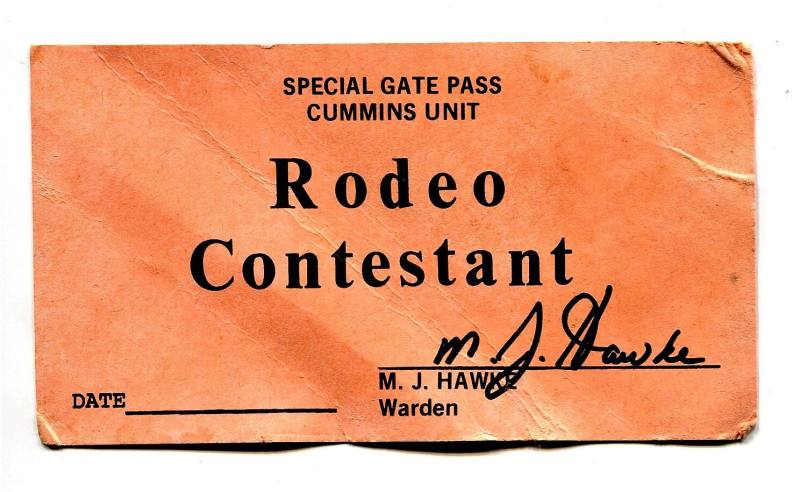 SPECIAL GATE PASS
CUMMINS UNIT
Rodeo
Contestant
M. J. Hawke
M. J. HAWKE
Warden
DATE